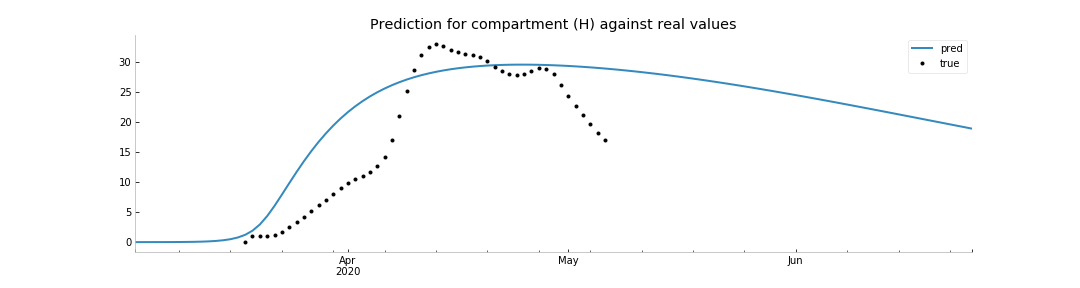 Prediction for compartment (H) against real values
pred
true
30
25
20
15
10
5
0
Apr
2020
May
Jun